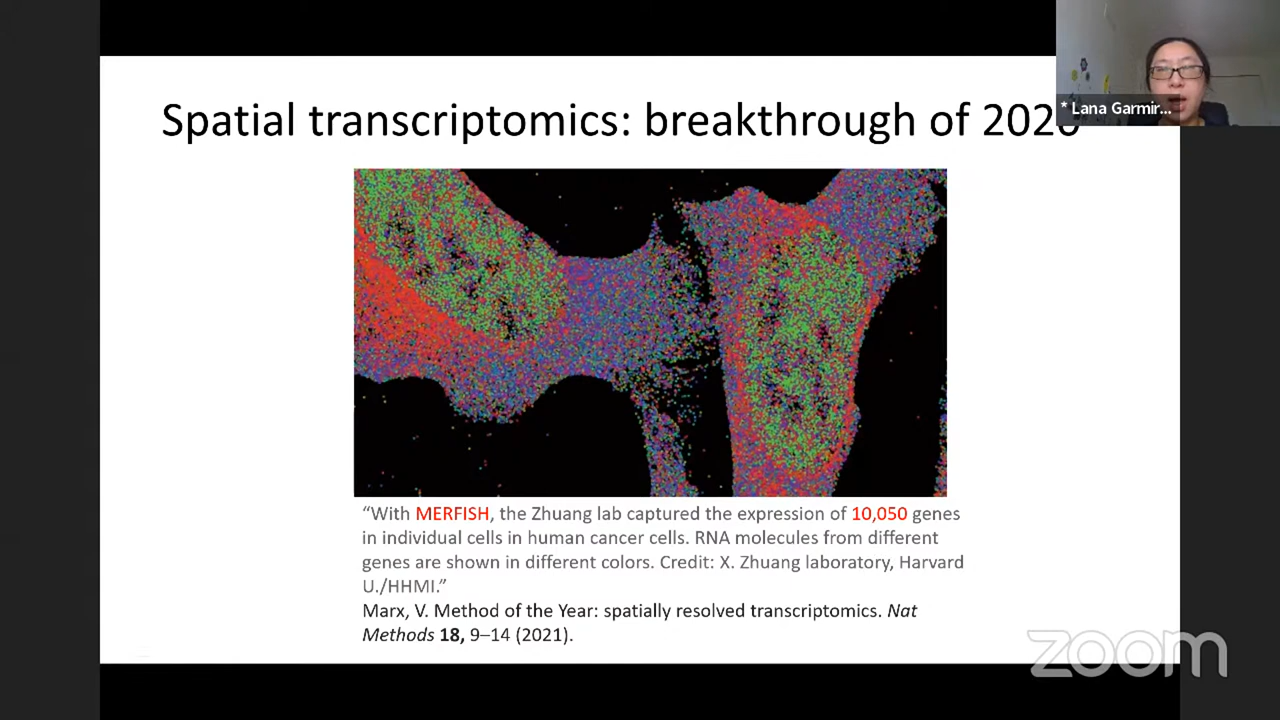 Spatial transcriptomics: breakthrough of 2020
* Lana Garmir...
“With MERFISH, the Zhuang lab captured the expression of 10,050 genes
in individual cells in human cancer cells. RNA molecules from different
genes are shown in different colors. Credit: X. Zhuang laboratory, Harvard
U./HHMI.”
Marx, V. Method of the Year: spatially resolved transcriptomics. Nat
Methods 18, 9–14 (2021).
zoom